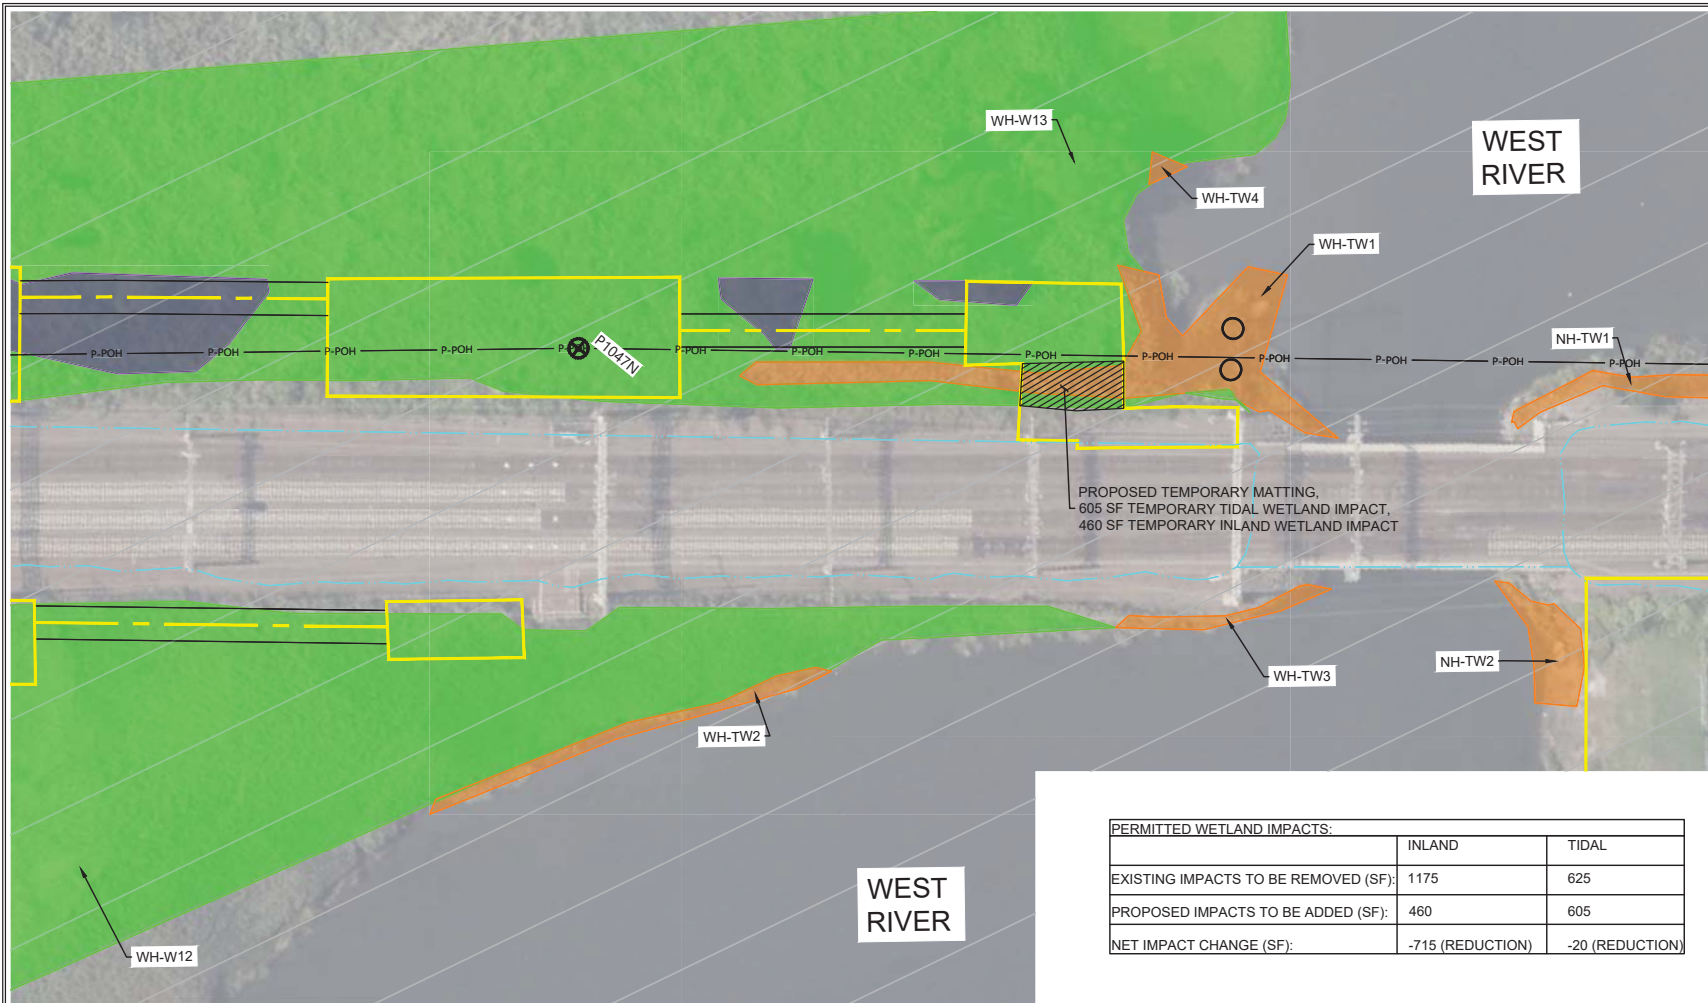 WH-W13
WEST
RIVER
WH-TW4
WH-TW1
NH-TW1
P1047N
P-POH P-POH P-POH P-POH P-POH P-POH P-POH P-POH P-POH P-POH P-POH P-POH P-POH P-POH
PROPOSED TEMPORARY MATTING,
605 SF TEMPORARY TIDAL WETLAND IMPACT,
460 SF TEMPORARY INLAND WETLAND IMPACT
WH-TW3
NH-TW2
WH-TW2
WEST
RIVER
WH-W12
PERMITTED WETLAND IMPACTS:
INLAND TIDAL
EXISTING IMPACTS TO BE REMOVED (SF): 1175 625
PROPOSED IMPACTS TO BE ADDED (SF): 460 605
NET IMPACT CHANGE (SF): -715 (REDUCTION) -20 (REDUCTION)